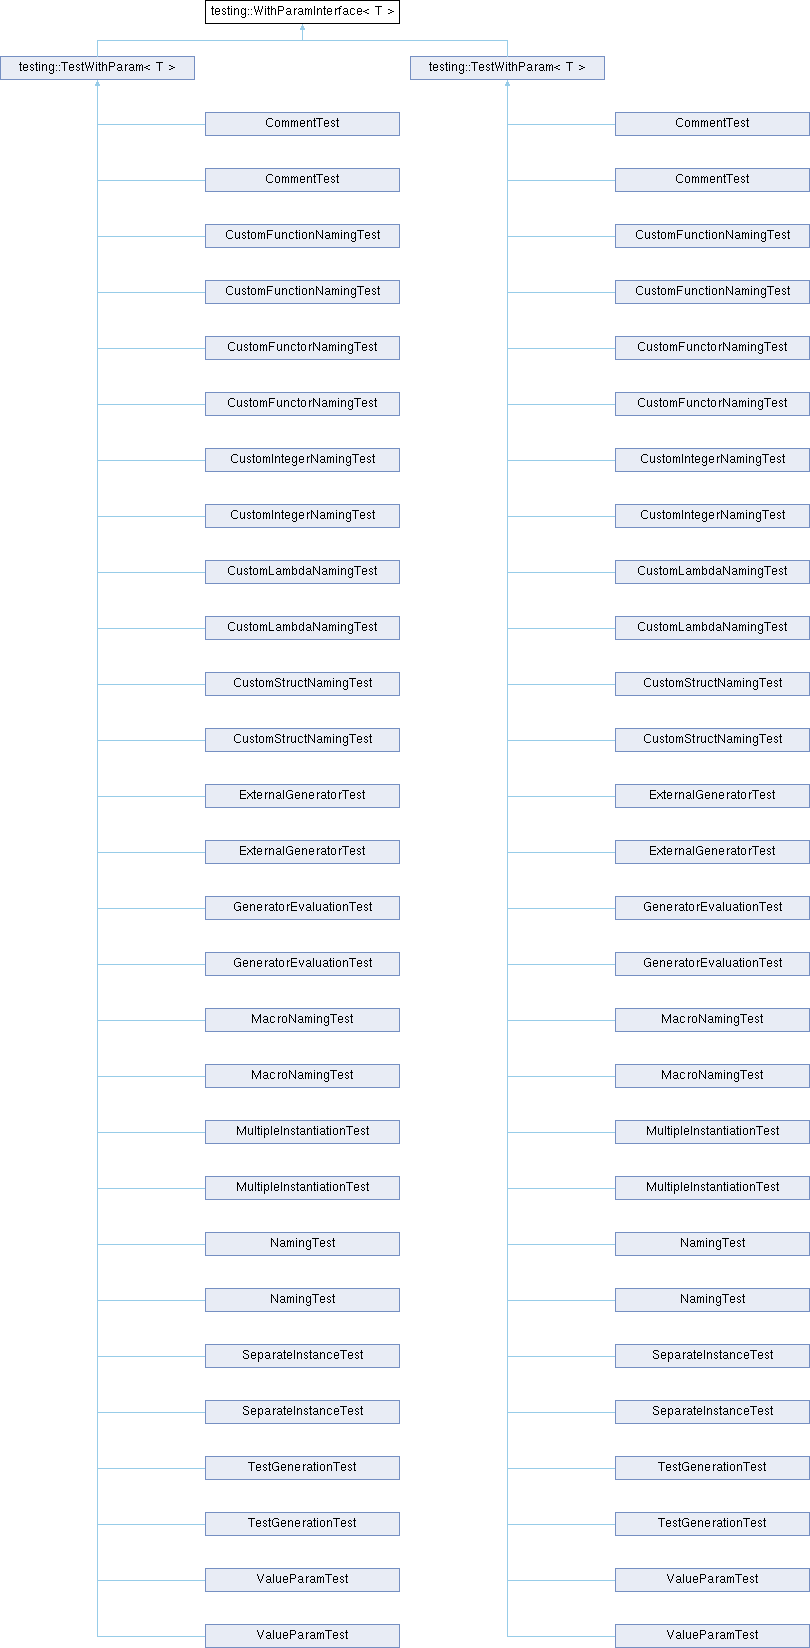 testing::WithParamInterface< T >
testing::TestWithParam< T > testing::TestWithParam< T >
CommentTest CommentTest
CommentTest CommentTest
CustomFunctionNamingTest CustomFunctionNamingTest
CustomFunctionNamingTest CustomFunctionNamingTest
CustomFunctorNamingTest CustomFunctorNamingTest
CustomFunctorNamingTest CustomFunctorNamingTest
CustomIntegerNamingTest CustomIntegerNamingTest
CustomIntegerNamingTest CustomIntegerNamingTest
CustomLambdaNamingTest CustomLambdaNamingTest
CustomLambdaNamingTest CustomLambdaNamingTest
CustomStructNamingTest CustomStructNamingTest
CustomStructNamingTest CustomStructNamingTest
ExternalGeneratorTest ExternalGeneratorTest
ExternalGeneratorTest ExternalGeneratorTest
GeneratorEvaluationTest GeneratorEvaluationTest
GeneratorEvaluationTest GeneratorEvaluationTest
MacroNamingTest MacroNamingTest
MacroNamingTest MacroNamingTest
MultipleInstantiationTest MultipleInstantiationTest
MultipleInstantiationTest MultipleInstantiationTest
NamingTest NamingTest
NamingTest NamingTest
SeparateInstanceTest SeparateInstanceTest
SeparateInstanceTest SeparateInstanceTest
TestGenerationTest TestGenerationTest
TestGenerationTest TestGenerationTest
ValueParamTest ValueParamTest
ValueParamTest ValueParamTest